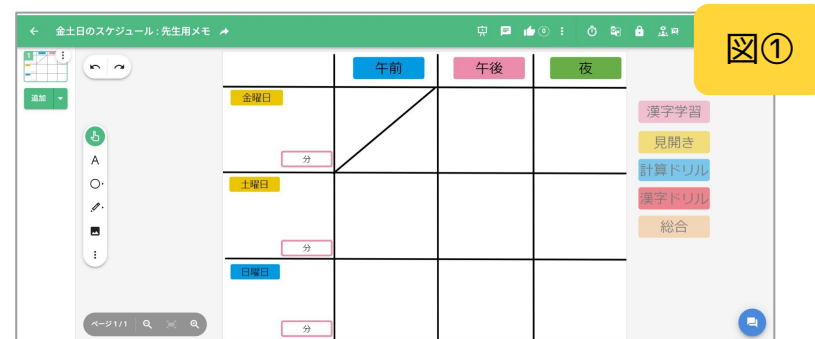 金土日のスケジュール : 先生用メモ
図①
1
追加
午前 午後 夜
金曜日
分
土曜日
分
日曜日
分
漢字学習
見開き
計算ドリル
漢字ドリル
総合
A
0
ページ 1 / 1